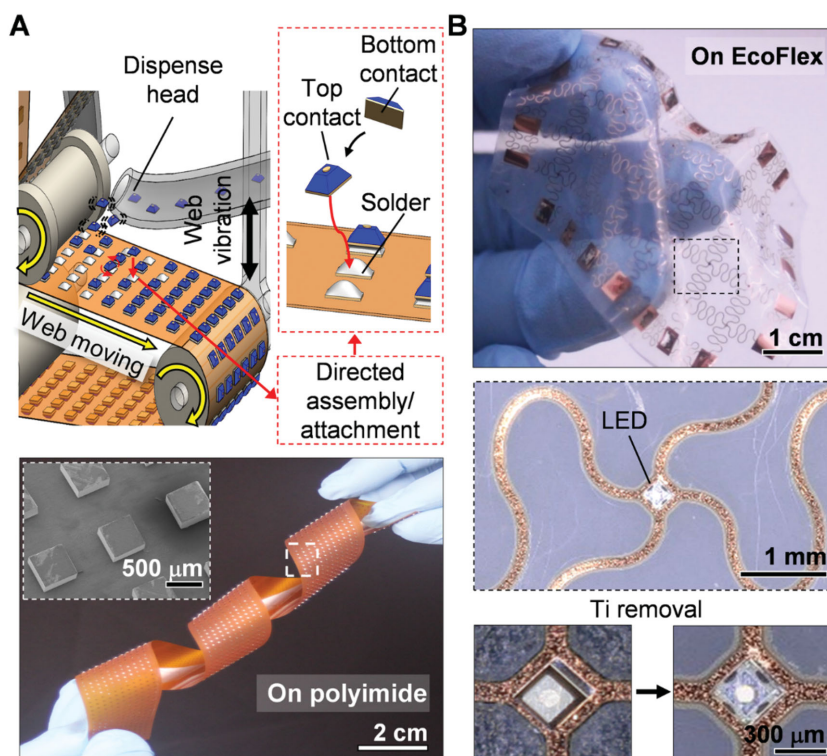 A
Dispense
head
Web
vibration
Web moving
Bottom
contact
Top
contact
Solder
Directed
assembly/
attachment
500 μm
On polyimide
2 cm
B
On EcoFlex
1 cm
LED
1 mm
Ti removal
300 μm